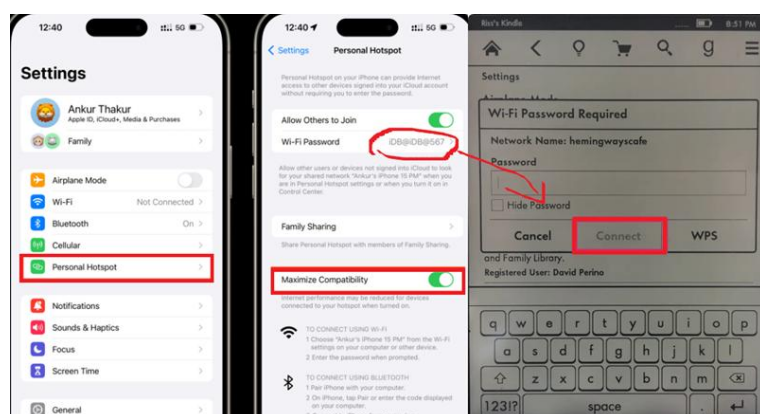 12:40
5G
Settings
Ankur Thakur
Apple ID, iCloud+, Media & Purchases
Family
Airplane Mode
Wi-Fi
Not Connected
Bluetooth
On
Cellular
Personal Hotspot
Notifications
Sounds & Haptics
Focus
Screen Time
General
12:40
5G
Settings
Personal Hotspot
Personal Hotspot on your iPhone can provide Internet
access to other devices signed into your iCloud account
without requiring you to enter the password.
Allow Others to Join
Wi-Fi Password
iDB@iDB@567
Allow other users or devices not signed into iCloud to look
for your shared network "Ankur's iPhone 15 PM" when you
are in Personal Hotspot settings or when you turn it on in
Control Center.
Family Sharing
Share Personal Hotspot with members of Family Sharing.
Maximize Compatibility
Internet performance may be reduced for devices
connected to your hotspot when turned on.
TO CONNECT USING WI-FI
1 Choose "Ankur's iPhone 15 PM" from the Wi-Fi
settings on your computer or other device.
2 Enter the password when prompted.
TO CONNECT USING BLUETOOTH
1 Pair iPhone with your computer.
2 On iPhone, tap Pair or enter the code displayed
on your computer.
Riss's Kindle
8:51 PM
g
Settings
Airplane Mode
Wi-Fi Password Required
Network Name: hemingwayscafe
Password
Hide Password
Cancel
Connect
WPS
and Family Library.
Registered User: David Perino
q w e r t y u i o p
a s d f g h j k l
z x c v b n m
123!?
space
.